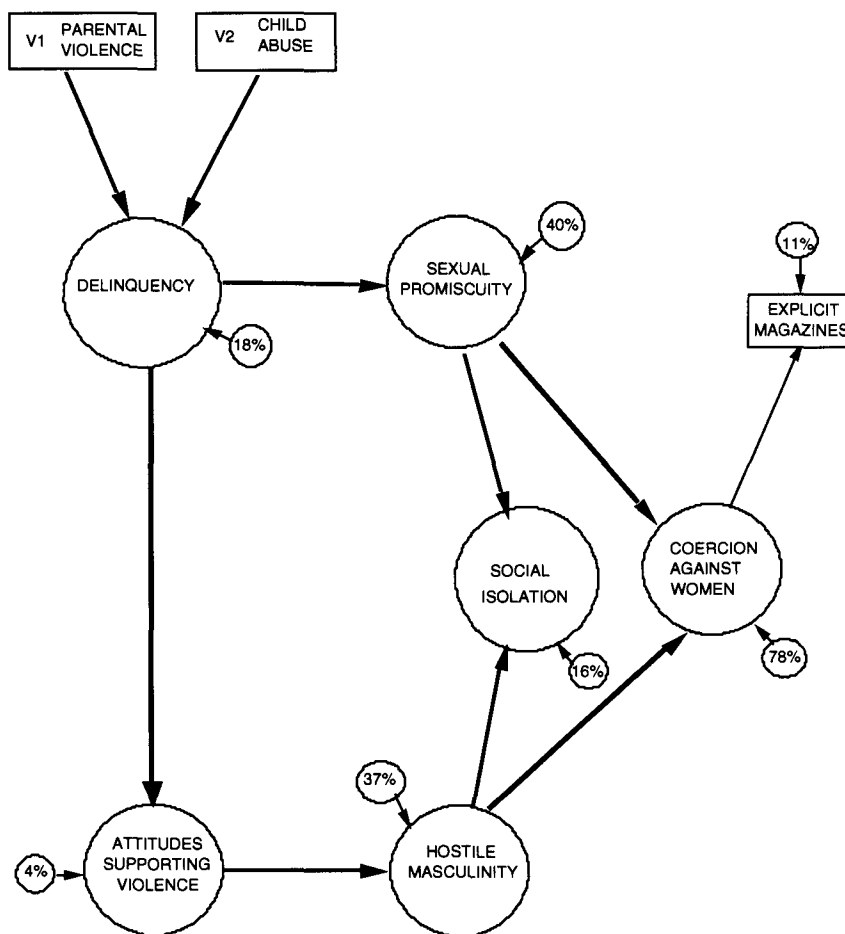 V1 PARENTAL
VIOLENCE
V2 CHILD
ABUSE
DELINQUENCY
18%
SEXUAL
PROMISCUITY
40%
11%
EXPLICIT
MAGAZINES
SOCIAL
ISOLATION
16%
COERCION
AGAINST
WOMEN
78%
ATTITUDES
SUPPORTING
VIOLENCE
4%
37%
HOSTILE
MASCULINITY